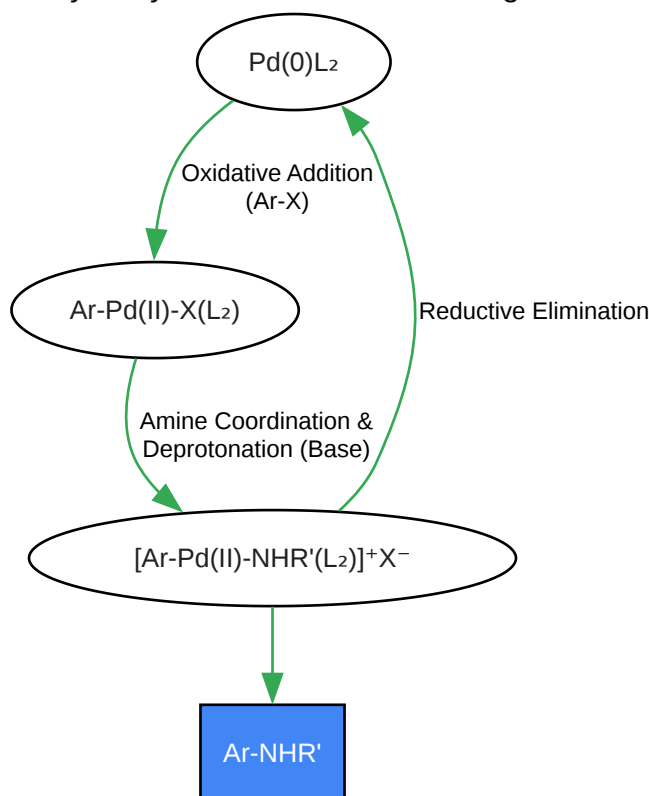 Pd(0)L₂
Oxidative Addition
(Ar-X)
Ar-Pd(II)-X(L₂)
Reductive Elimination
Amine Coordination &
Deprotonation (Base)
[Ar-Pd(II)-NHR'(L₂)]⁺X⁻
Ar-NHR'